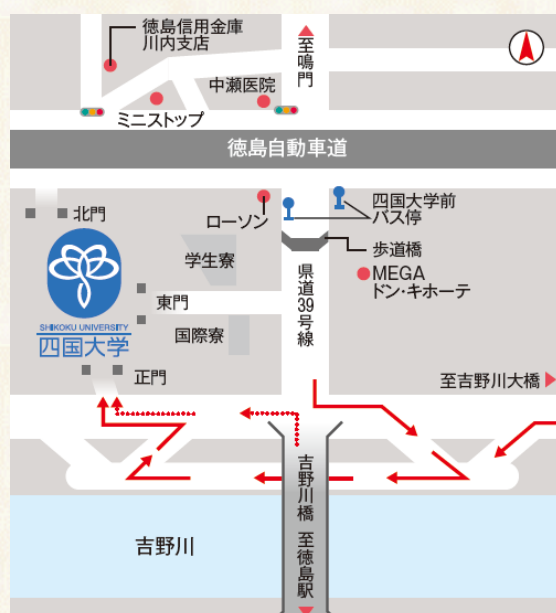 徳島信用金庫
川内支店
至鳴門
中瀬医院
ミニストップ
徳島自動車道
北門
ローソン
四国大学前
バス停
学生寮
歩道橋
県道39号線
MEGA
ドン・キホーテ
東門
SHIKOKU UNIVERSITY
四国大学
国際寮
正門
至吉野川大橋
吉野川橋
至徳島駅
吉野川